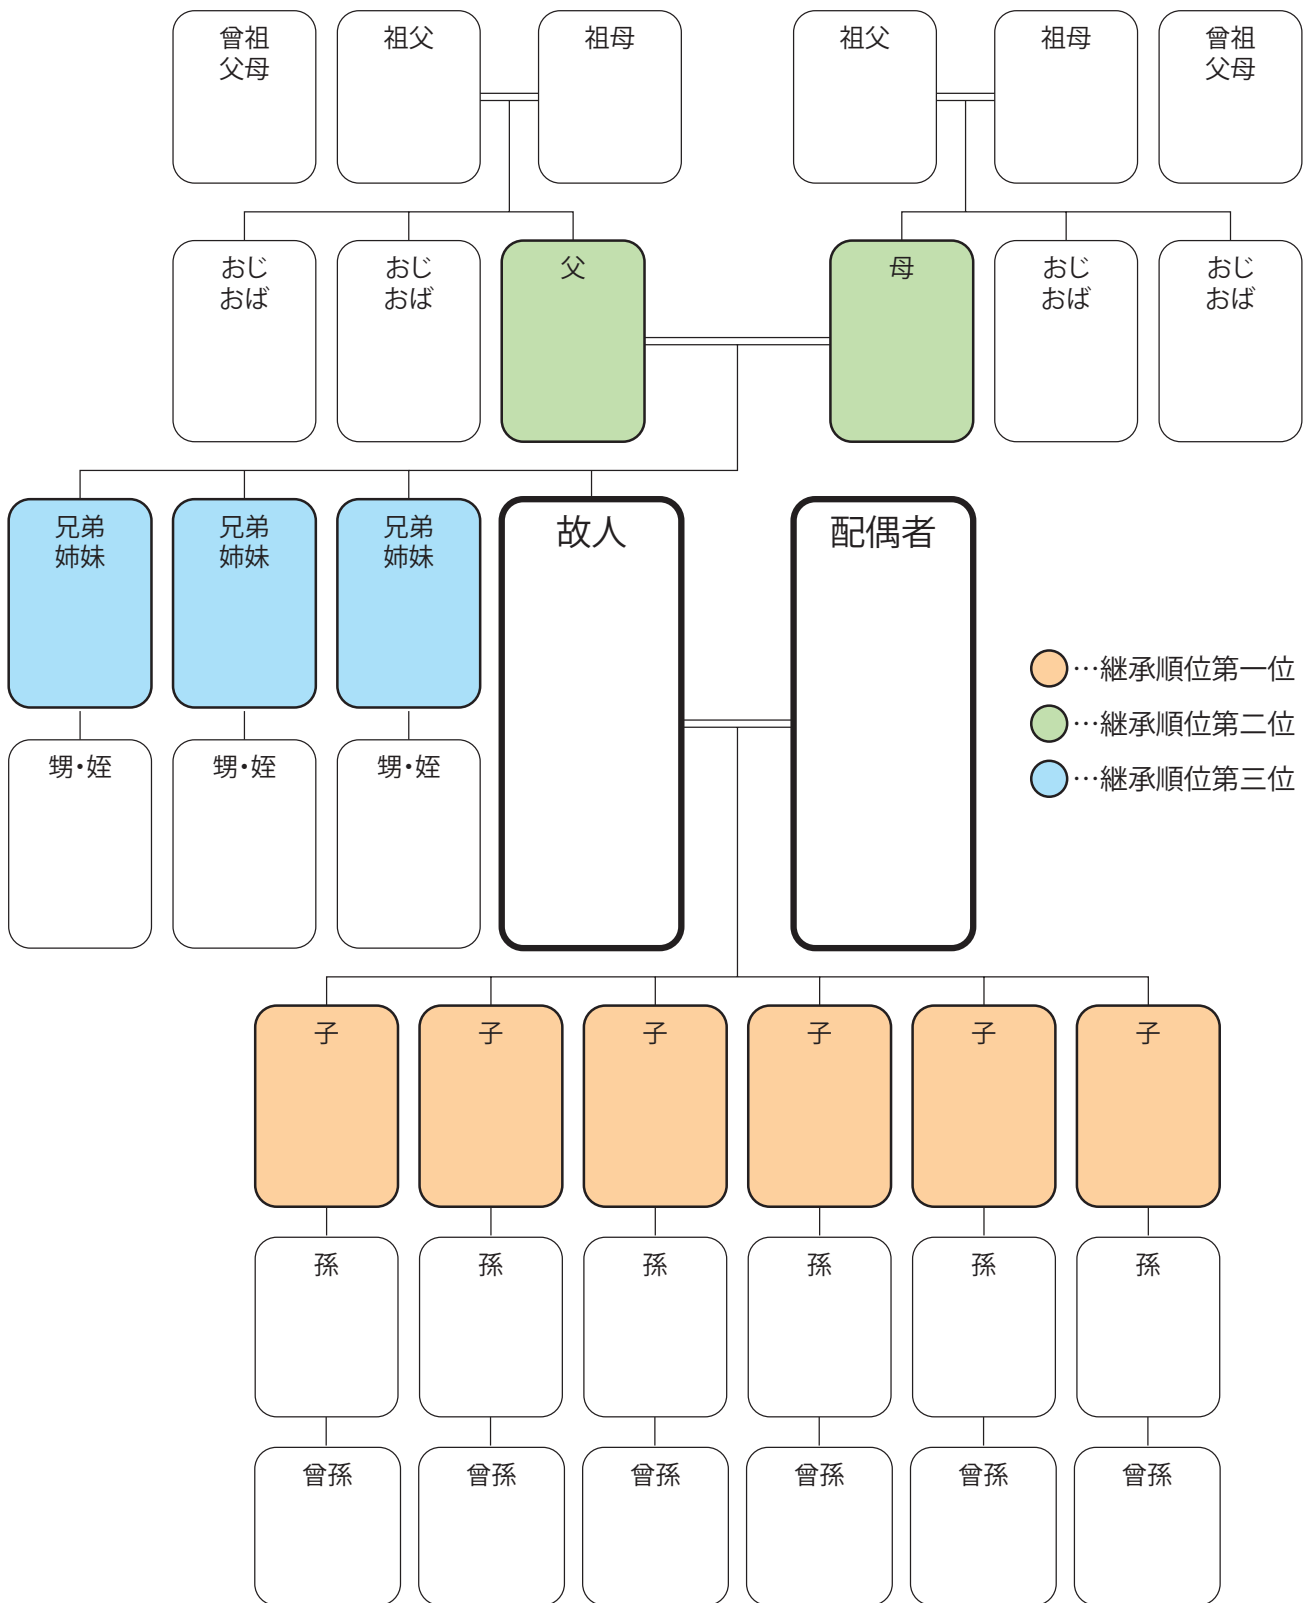 曾祖
父母
祖父
祖母
祖父
祖母
曾祖
父母
おじ
おば
おじ
おば
父
母
おじ
おば
おじ
おば
兄弟
姉妹
兄弟
姉妹
兄弟
姉妹
故人
配偶者
…継承順位第一位
…継承順位第二位
…継承順位第三位
甥・姪
甥・姪
甥・姪
子
子
子
子
子
子
孫
孫
孫
孫
孫
孫
曾孫
曾孫
曾孫
曾孫
曾孫
曾孫